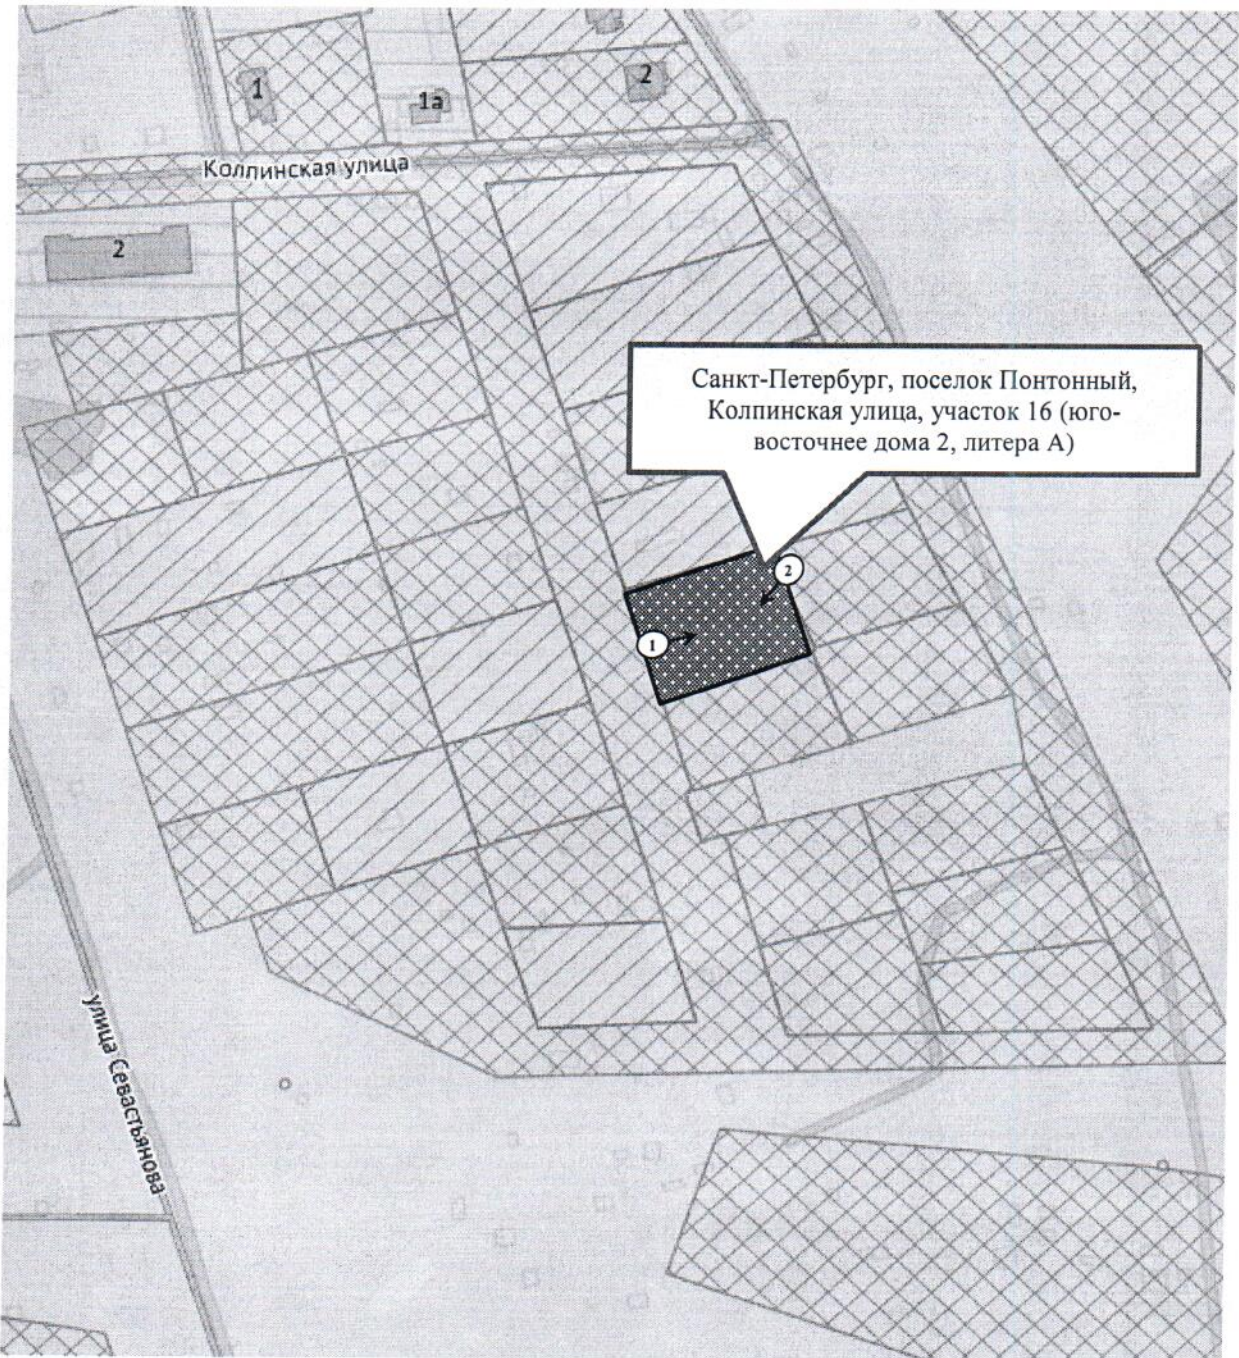 1
1а
2
Колпинская улица
2
Санкт-Петербург, поселок Понтонный,
Колпинская улица, участок 16 (юго-
восточнее дома 2, литера А)
2
1
улица Севастьянова